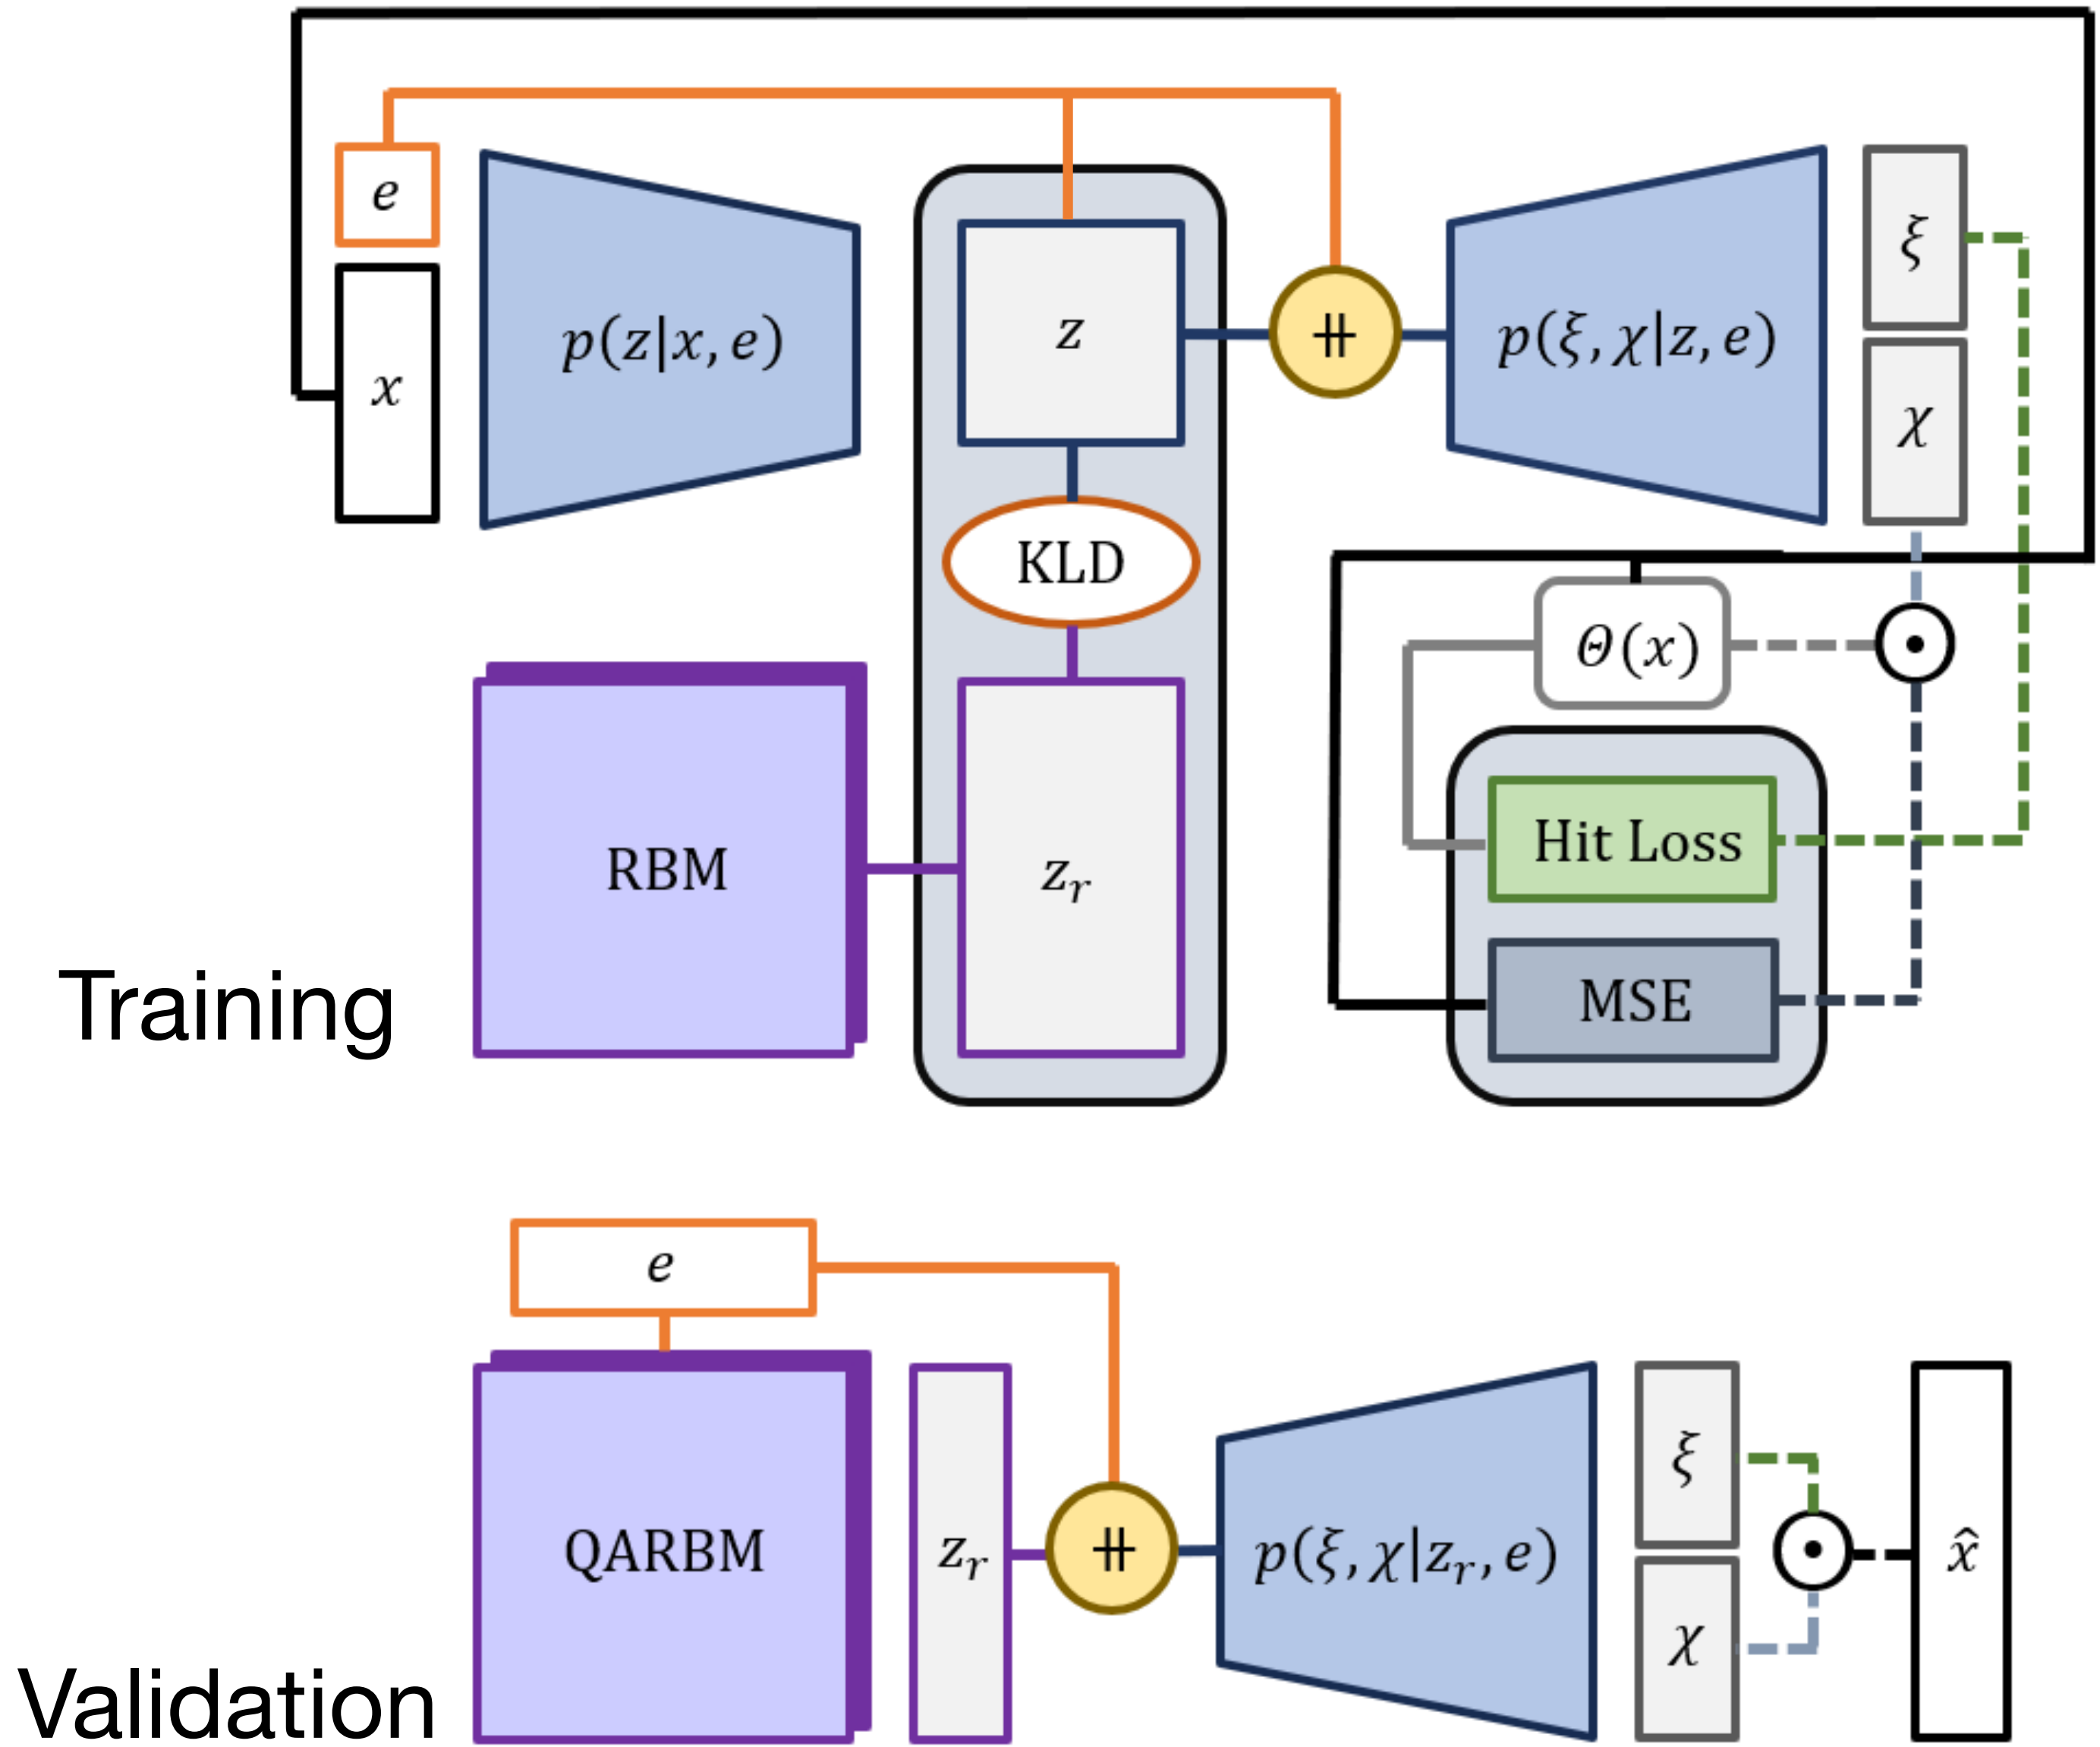 e
x
p(z|x, e)
z
⧺
p(ξ, χ|z, e)
ξ
χ
KLD
Θ(x)
RBM
z_r
Hit Loss
MSE
Training
e
QARBM
z_r
⧺
p(ξ, χ|z_r, e)
ξ
χ
x̂
Validation